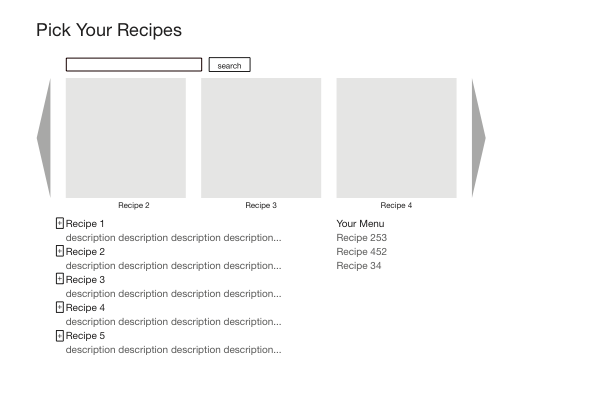 Pick Your Recipes
search
Recipe 2
Recipe 3
Recipe 4
+ Recipe 1
description description description description...
+ Recipe 2
description description description description...
+ Recipe 3
description description description description...
+ Recipe 4
description description description description...
+ Recipe 5
description description description description...
Your Menu
Recipe 253
Recipe 452
Recipe 34